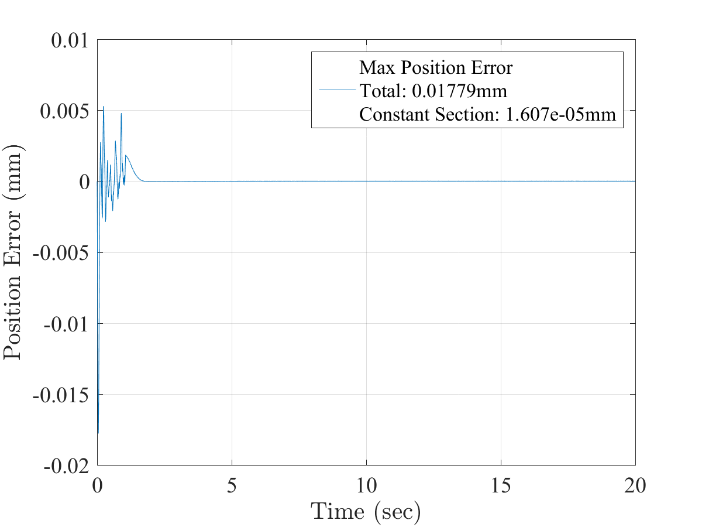 0.01
0.005
0
-0.005
-0.01
-0.015
-0.02
Position Error (mm)
Max Position Error
Total: 0.01779mm
Constant Section: 1.607e-05mm
0 5 10 15 20
Time (sec)